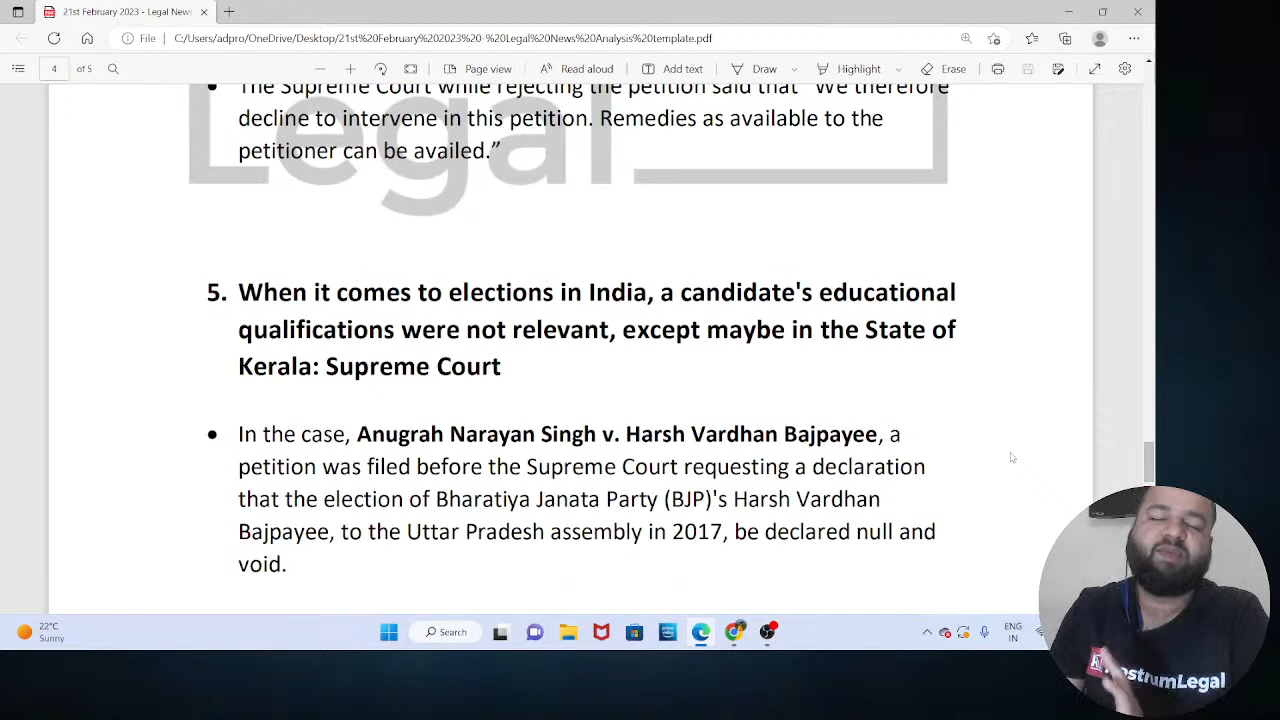 21st February 2023 - Legal News
File
C:/Users/adpro/OneDrive/Desktop/21st%20February%202023%20-%20Legal%20News%20Analysis%20template.pdf
4 of 5
Page view
Read aloud
Add text
Draw
Highlight
Erase
The Supreme Court while rejecting the petition said that "We therefore
decline to intervene in this petition. Remedies as available to the
petitioner can be availed.”
Legal
5. When it comes to elections in India, a candidate's educational
qualifications were not relevant, except maybe in the State of
Kerala: Supreme Court
In the case, Anugrah Narayan Singh v. Harsh Vardhan Bajpayee, a
petition was filed before the Supreme Court requesting a declaration
that the election of Bharatiya Janata Party (BJP)'s Harsh Vardhan
Bajpayee, to the Uttar Pradesh assembly in 2017, be declared null and
void.
22°C
Sunny
Search
ENG
IN